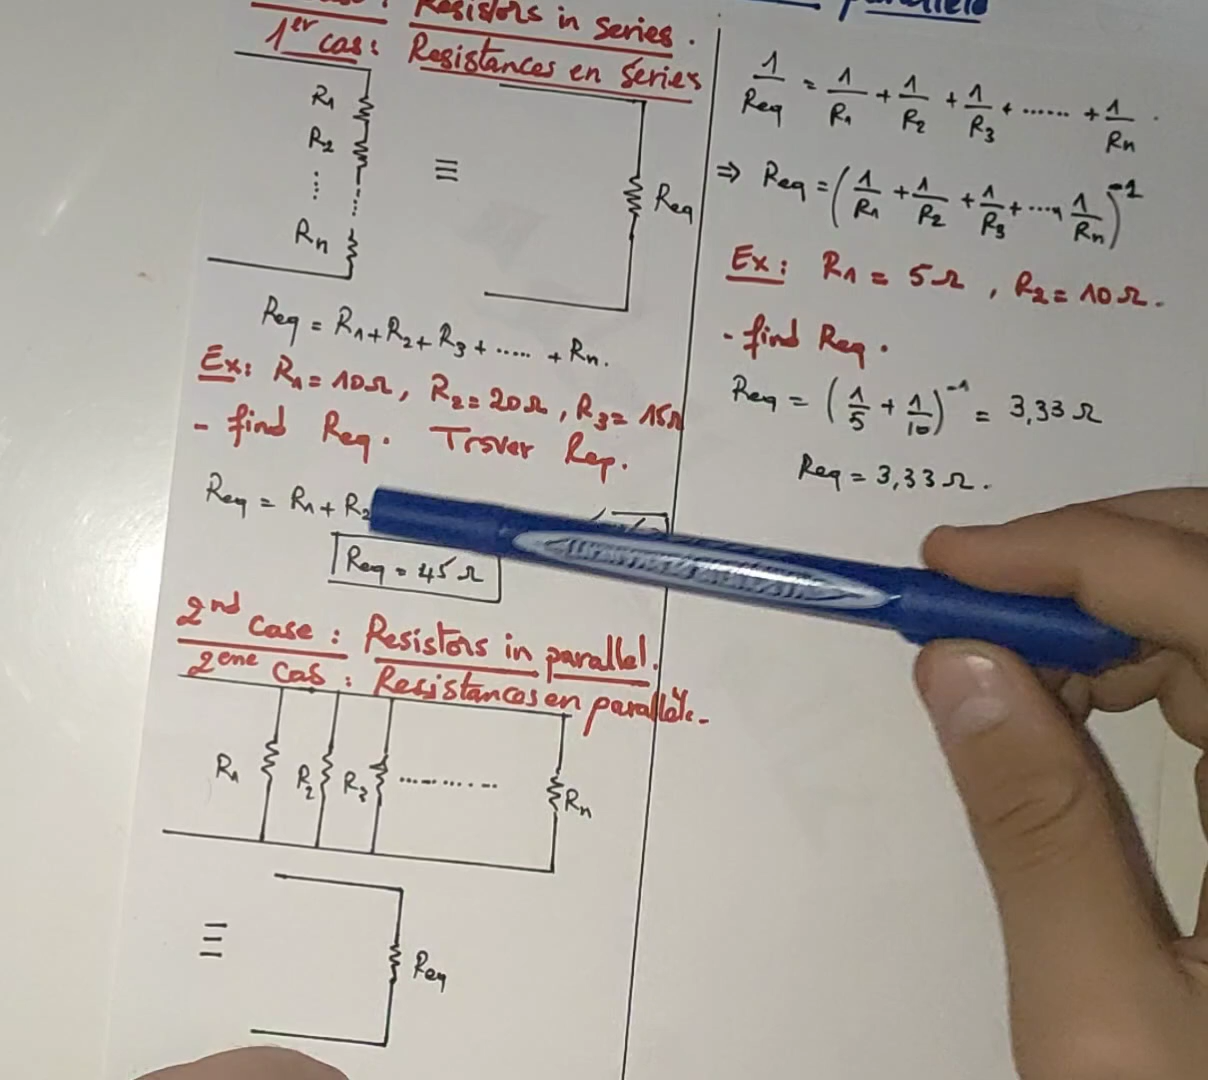 Resistors in series.
1er cas: Resistances en series
R1
R2
...
Rn
≡
Req
Req = R1+R2+R3+.....+Rn.
Ex: R1=10Ω, R2=20Ω, R3=15Ω
- find Req. Trover Rep.
Req = R1+R2
Req = 45Ω
2nd case: Resistors in parallel.
2eme cas: Resistances en parallèle.
R1 R2 R3 .......... Rn
≡
Req
parallele
1/Req = 1/R1 + 1/R2 + 1/R3 + ...... + 1/Rn.
⇒ Req = (1/R1 + 1/R2 + 1/R3 + .... 1/Rn)^-1
Ex: R1 = 5Ω, R2 = 10Ω.
- find Req.
Req = (1/5 + 1/10)^-1 = 3,33Ω
Req = 3,33Ω.